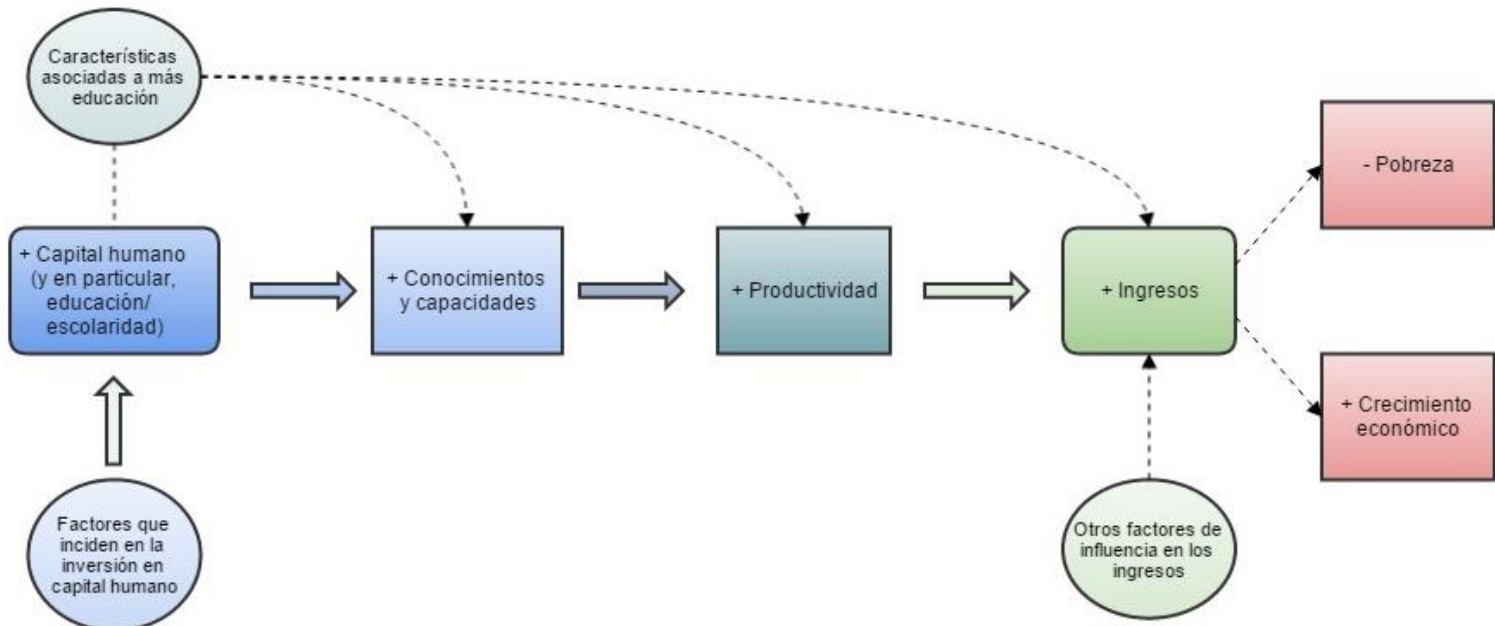 Características
asociadas a más
educación
- Pobreza
+ Capital humano
(y en particular,
educación/
escolaridad)
+ Conocimientos
y capacidades
+ Productividad
+ Ingresos
+ Crecimiento
económico
Factores que
inciden en la
inversión en
capital humano
Otros factores de
influencia en los
ingresos